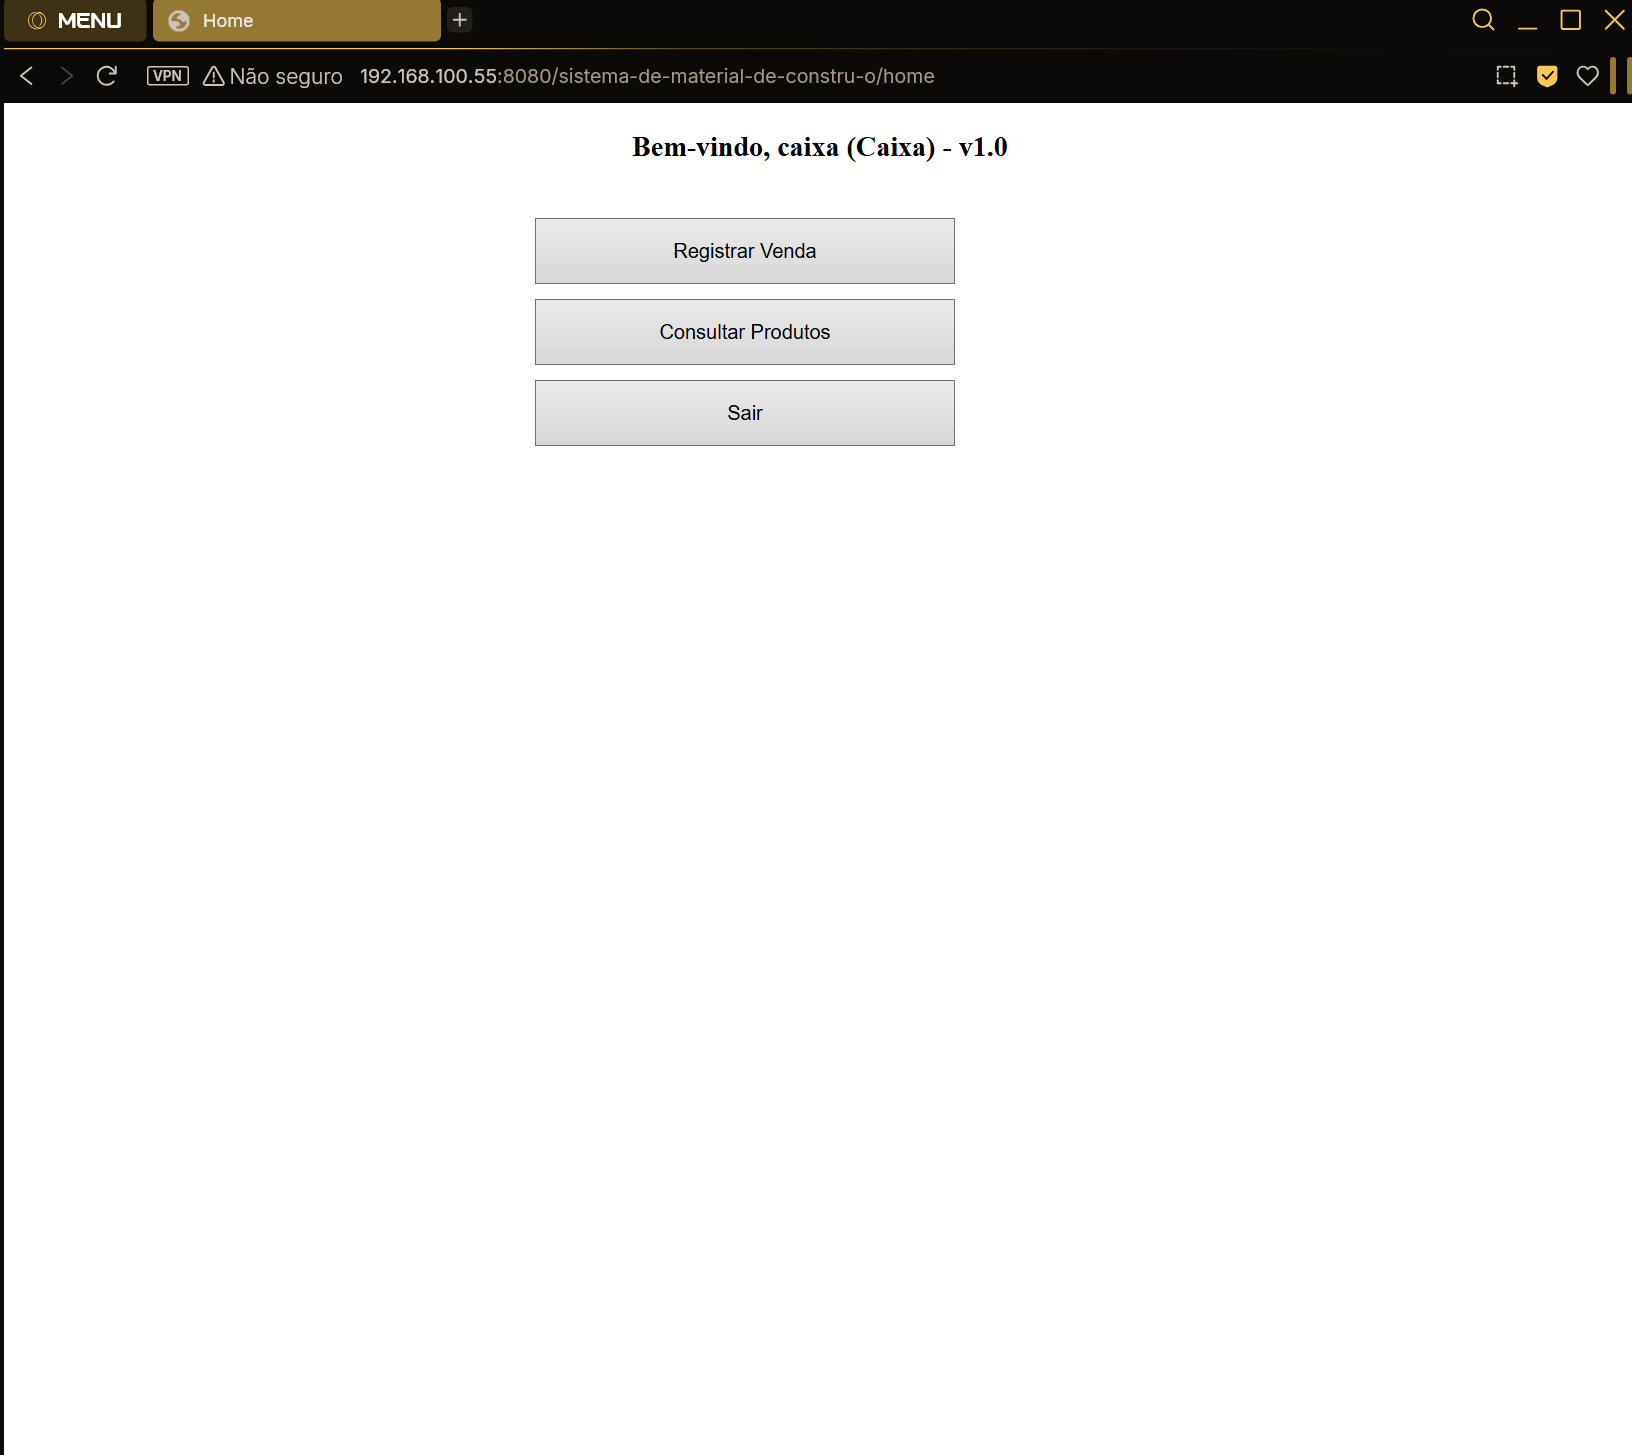 MENU
Home
VPN
Não seguro
192.168.100.55:8080/sistema-de-material-de-constru-o/home
Bem-vindo, caixa (Caixa) - v1.0
Registrar Venda
Consultar Produtos
Sair